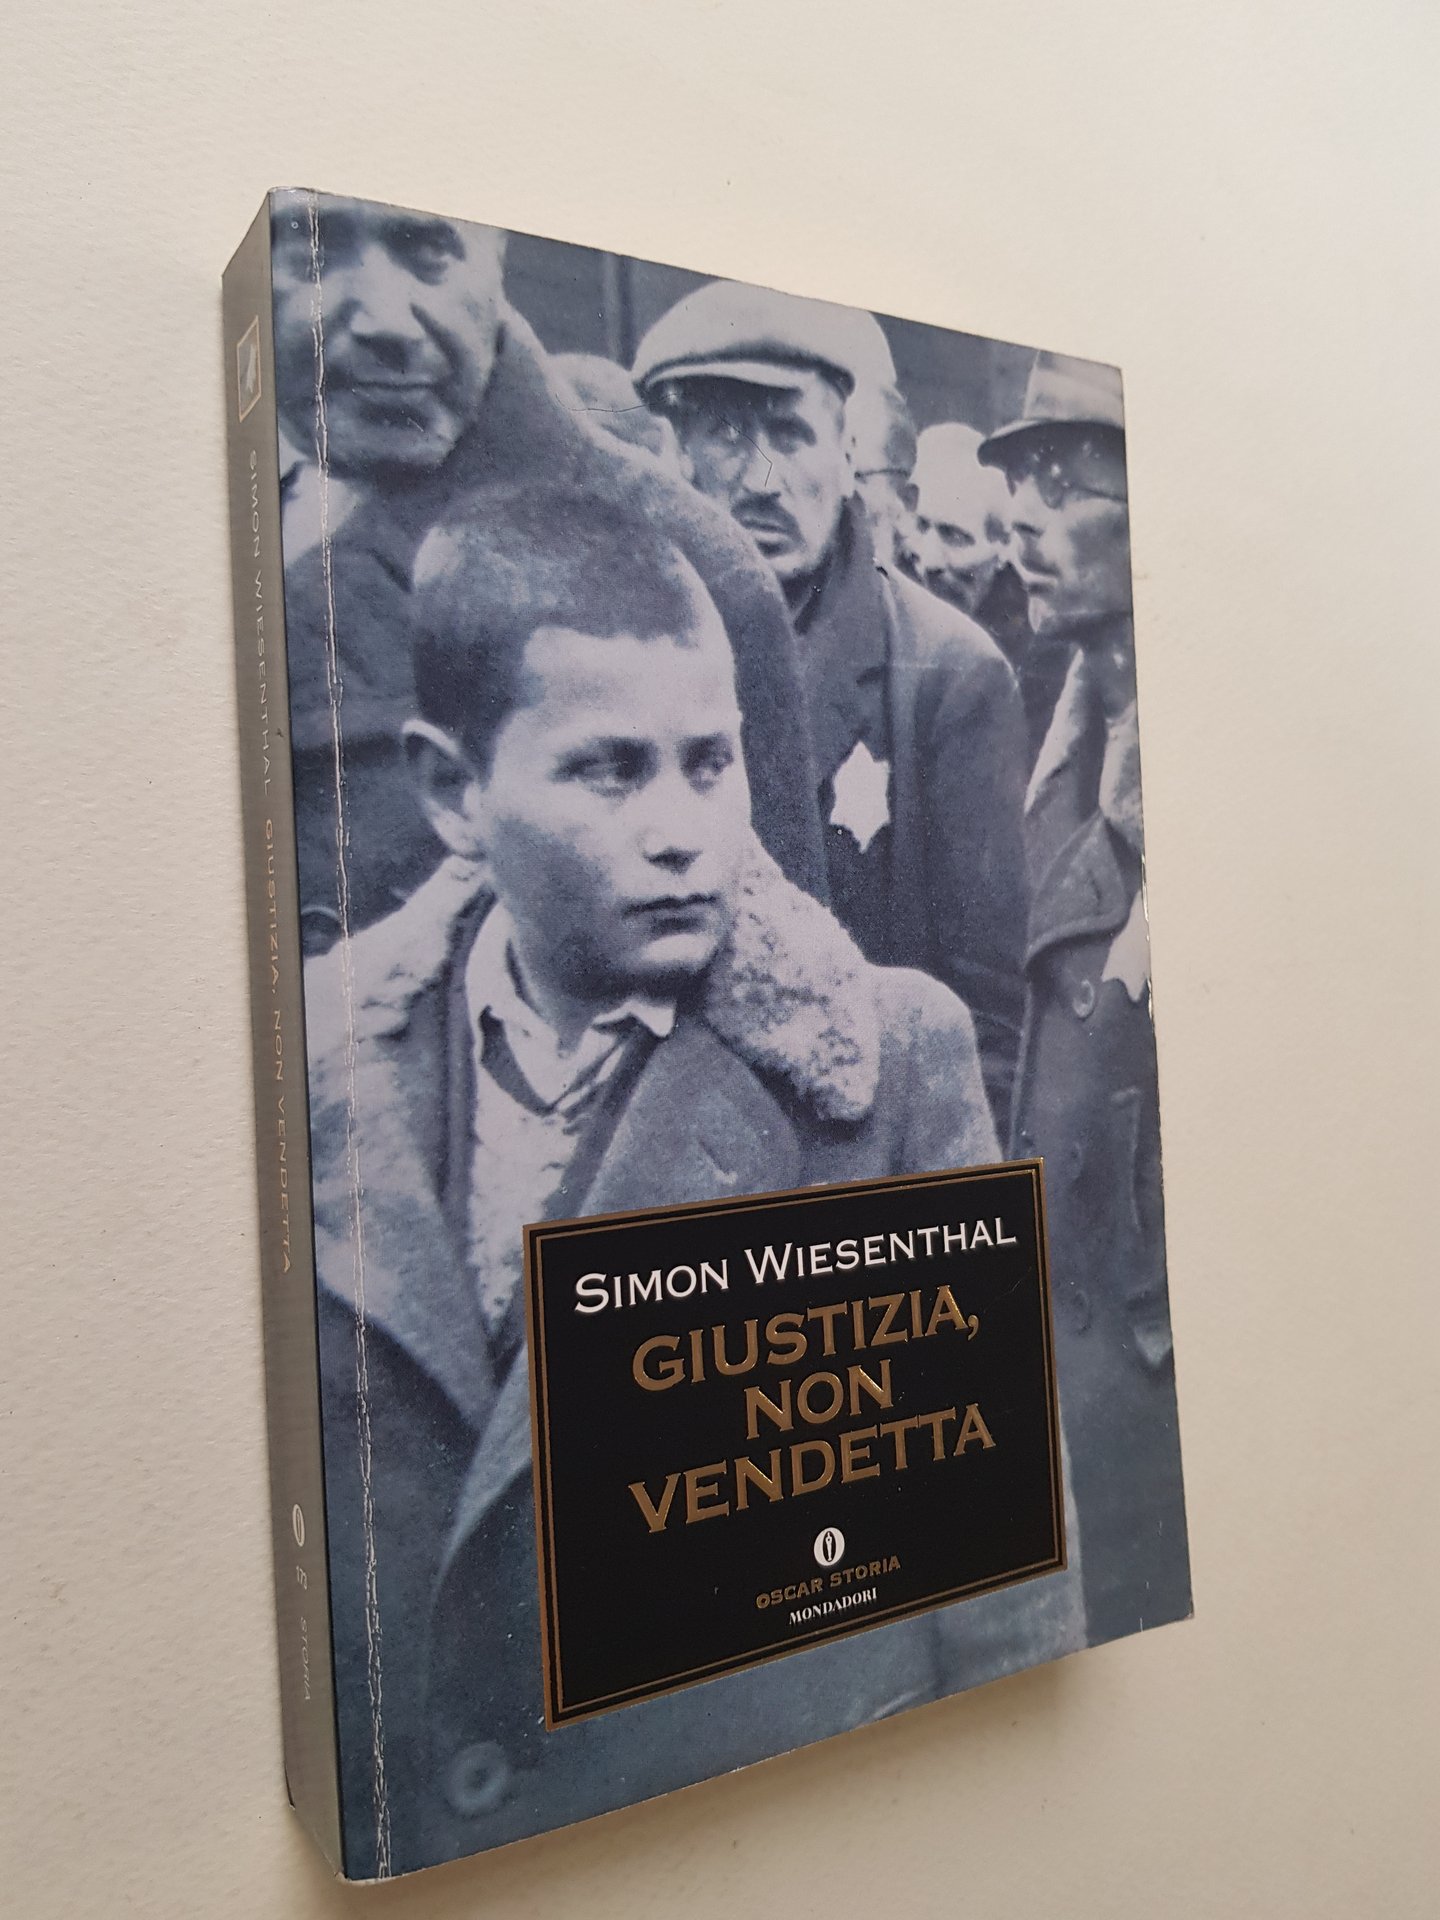 SIMON WIESENTHAL
GIUSTIZIA,
NON
VENDETTA
OSCAR STORIA
MONDADORI
SIMON WIESENTHAL GIUSTIZIA, NON VENDETTA
STORIA